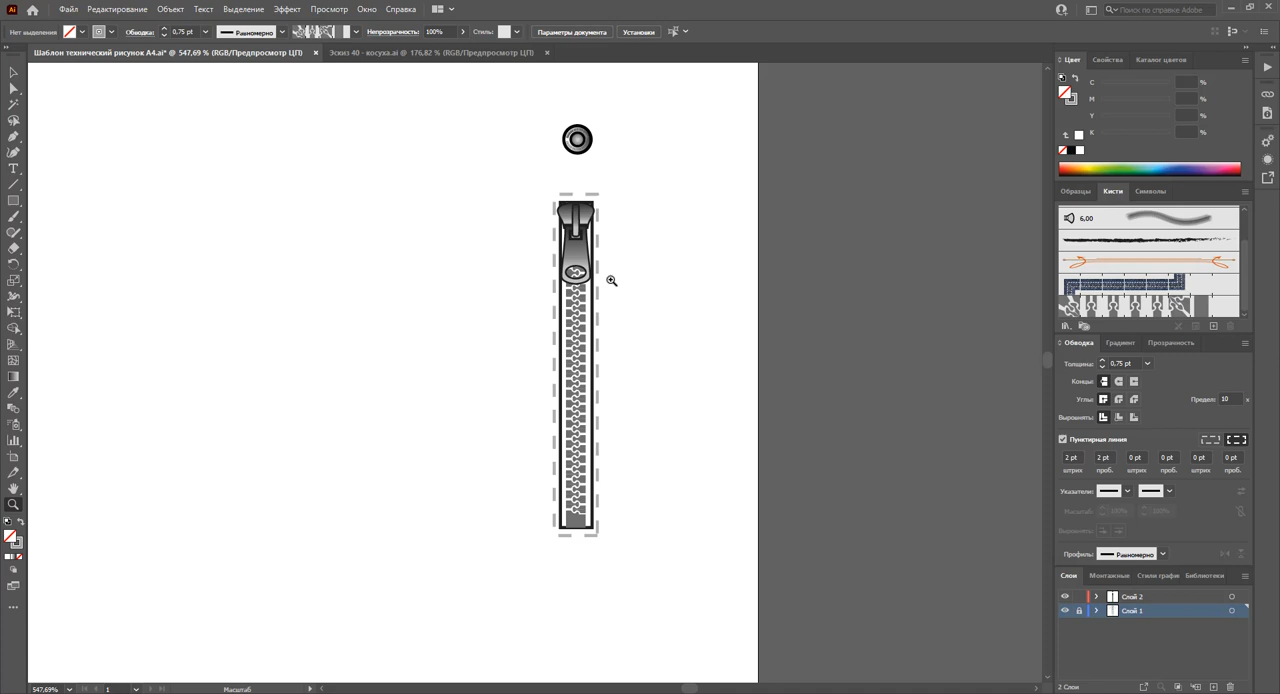 Ai Файл Редактирование Объект Текст Выделение Эффект Просмотр Окно Справка Поиск по справке Adobe
Нет выделения Обводка: 0,75 pt Равномерно Непрозрачность: 100% Стиль: Параметры документа Установки
Шаблон технический рисунок А4.ai* @ 547,69 % (RGB/Предпросмотр ЦП) × Эскиз 40 - косуха.ai @ 176,82 % (RGB/Предпросмотр ЦП) ×
Цвет Свойства Каталог цветов
C %
M %
Y %
K %
Образцы Кисти Символы
6,00
Обводка Градиент Прозрачность
Толщина: 0,75 pt
Концы:
Углы: Предел: 10 x
Выровнять:
Пунктирная линия
2 pt 2 pt 0 pt 0 pt 0 pt 0 pt
штрих проб. штрих проб. штрих проб.
Указатели:
Масштаб: 100% 100%
Выровнять:
Профиль: Равномерно
Слои Монтажные Стили графи Библиотеки
Слой 2
Слой 1
2 Слои
547,69% 1 Масштаб